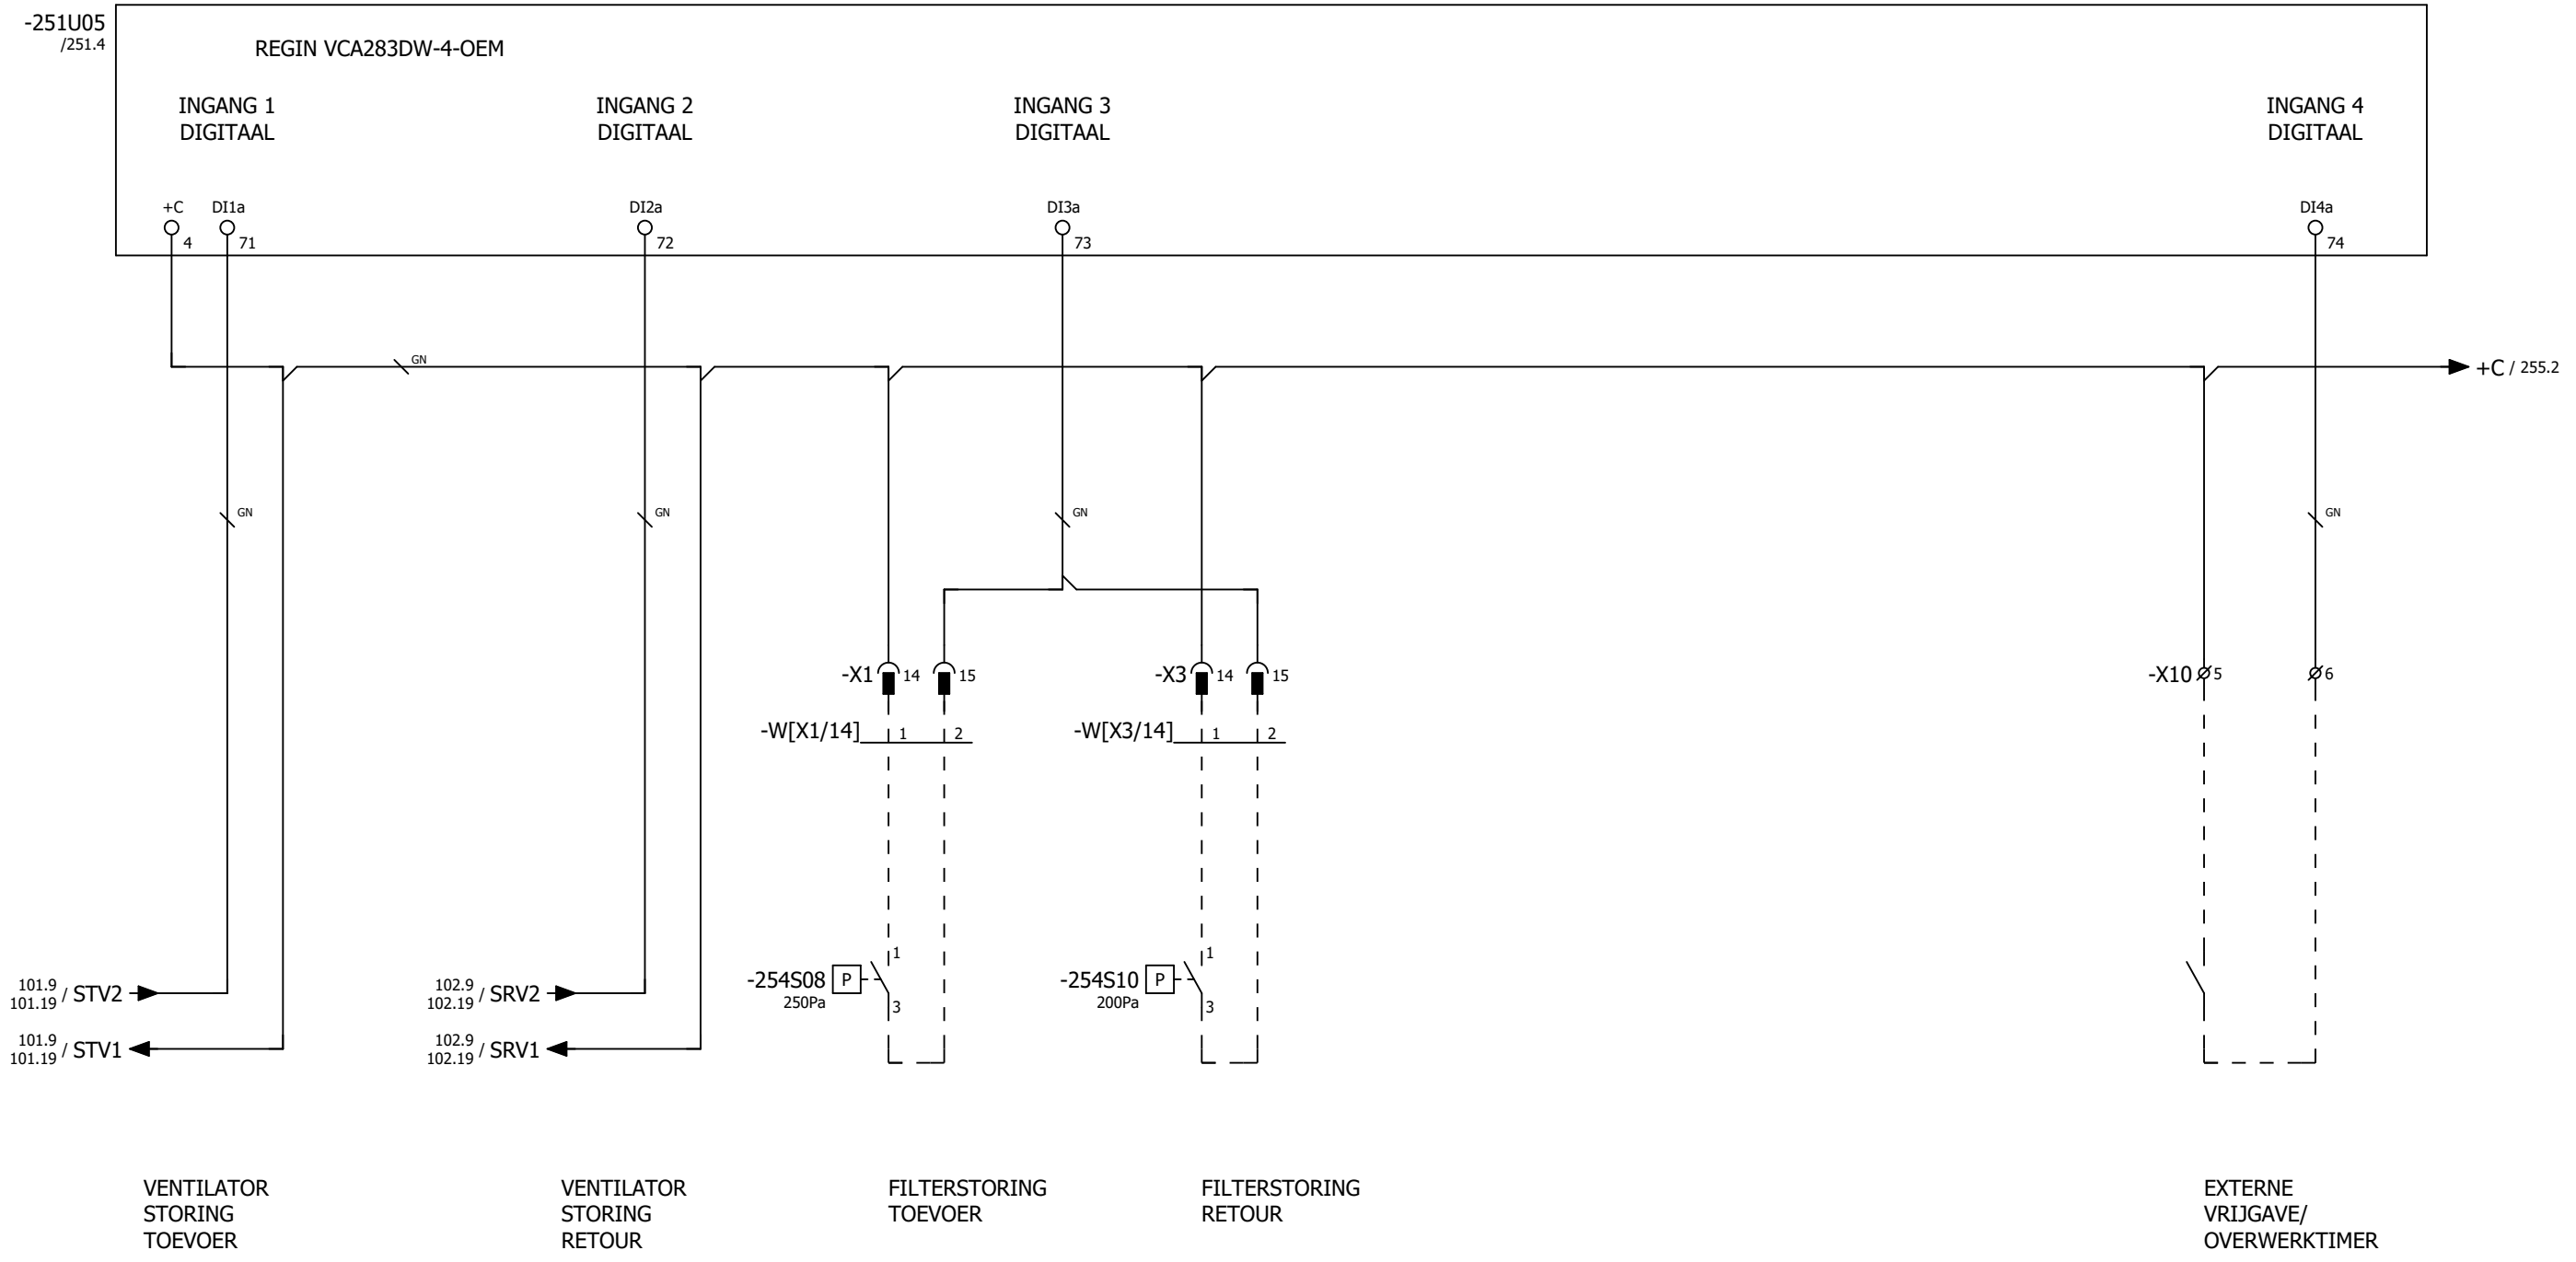 -251U05
/251.4
REGIN VCA283DW-4-OEM
INGANG 1
DIGITAAL
INGANG 2
DIGITAAL
INGANG 3
DIGITAAL
INGANG 4
DIGITAAL
+C DI1a DI2a DI3a DI4a
4 71 72 73 74
GN
+C / 255.2
GN GN GN GN
-X1 14 15 -X3 14 15 -X10 5 6
-W[X1/14] 1 2 -W[X3/14] 1 2
1 1
-254S08 P -254S10 P
250Pa 200Pa
3 3
101.9
101.19 / STV2
102.9
102.19 / SRV2
101.9
101.19 / STV1
102.9
102.19 / SRV1
VENTILATOR
STORING
TOEVOER
VENTILATOR
STORING
RETOUR
FILTERSTORING
TOEVOER
FILTERSTORING
RETOUR
EXTERNE
VRIJGAVE/
OVERWERKTIMER